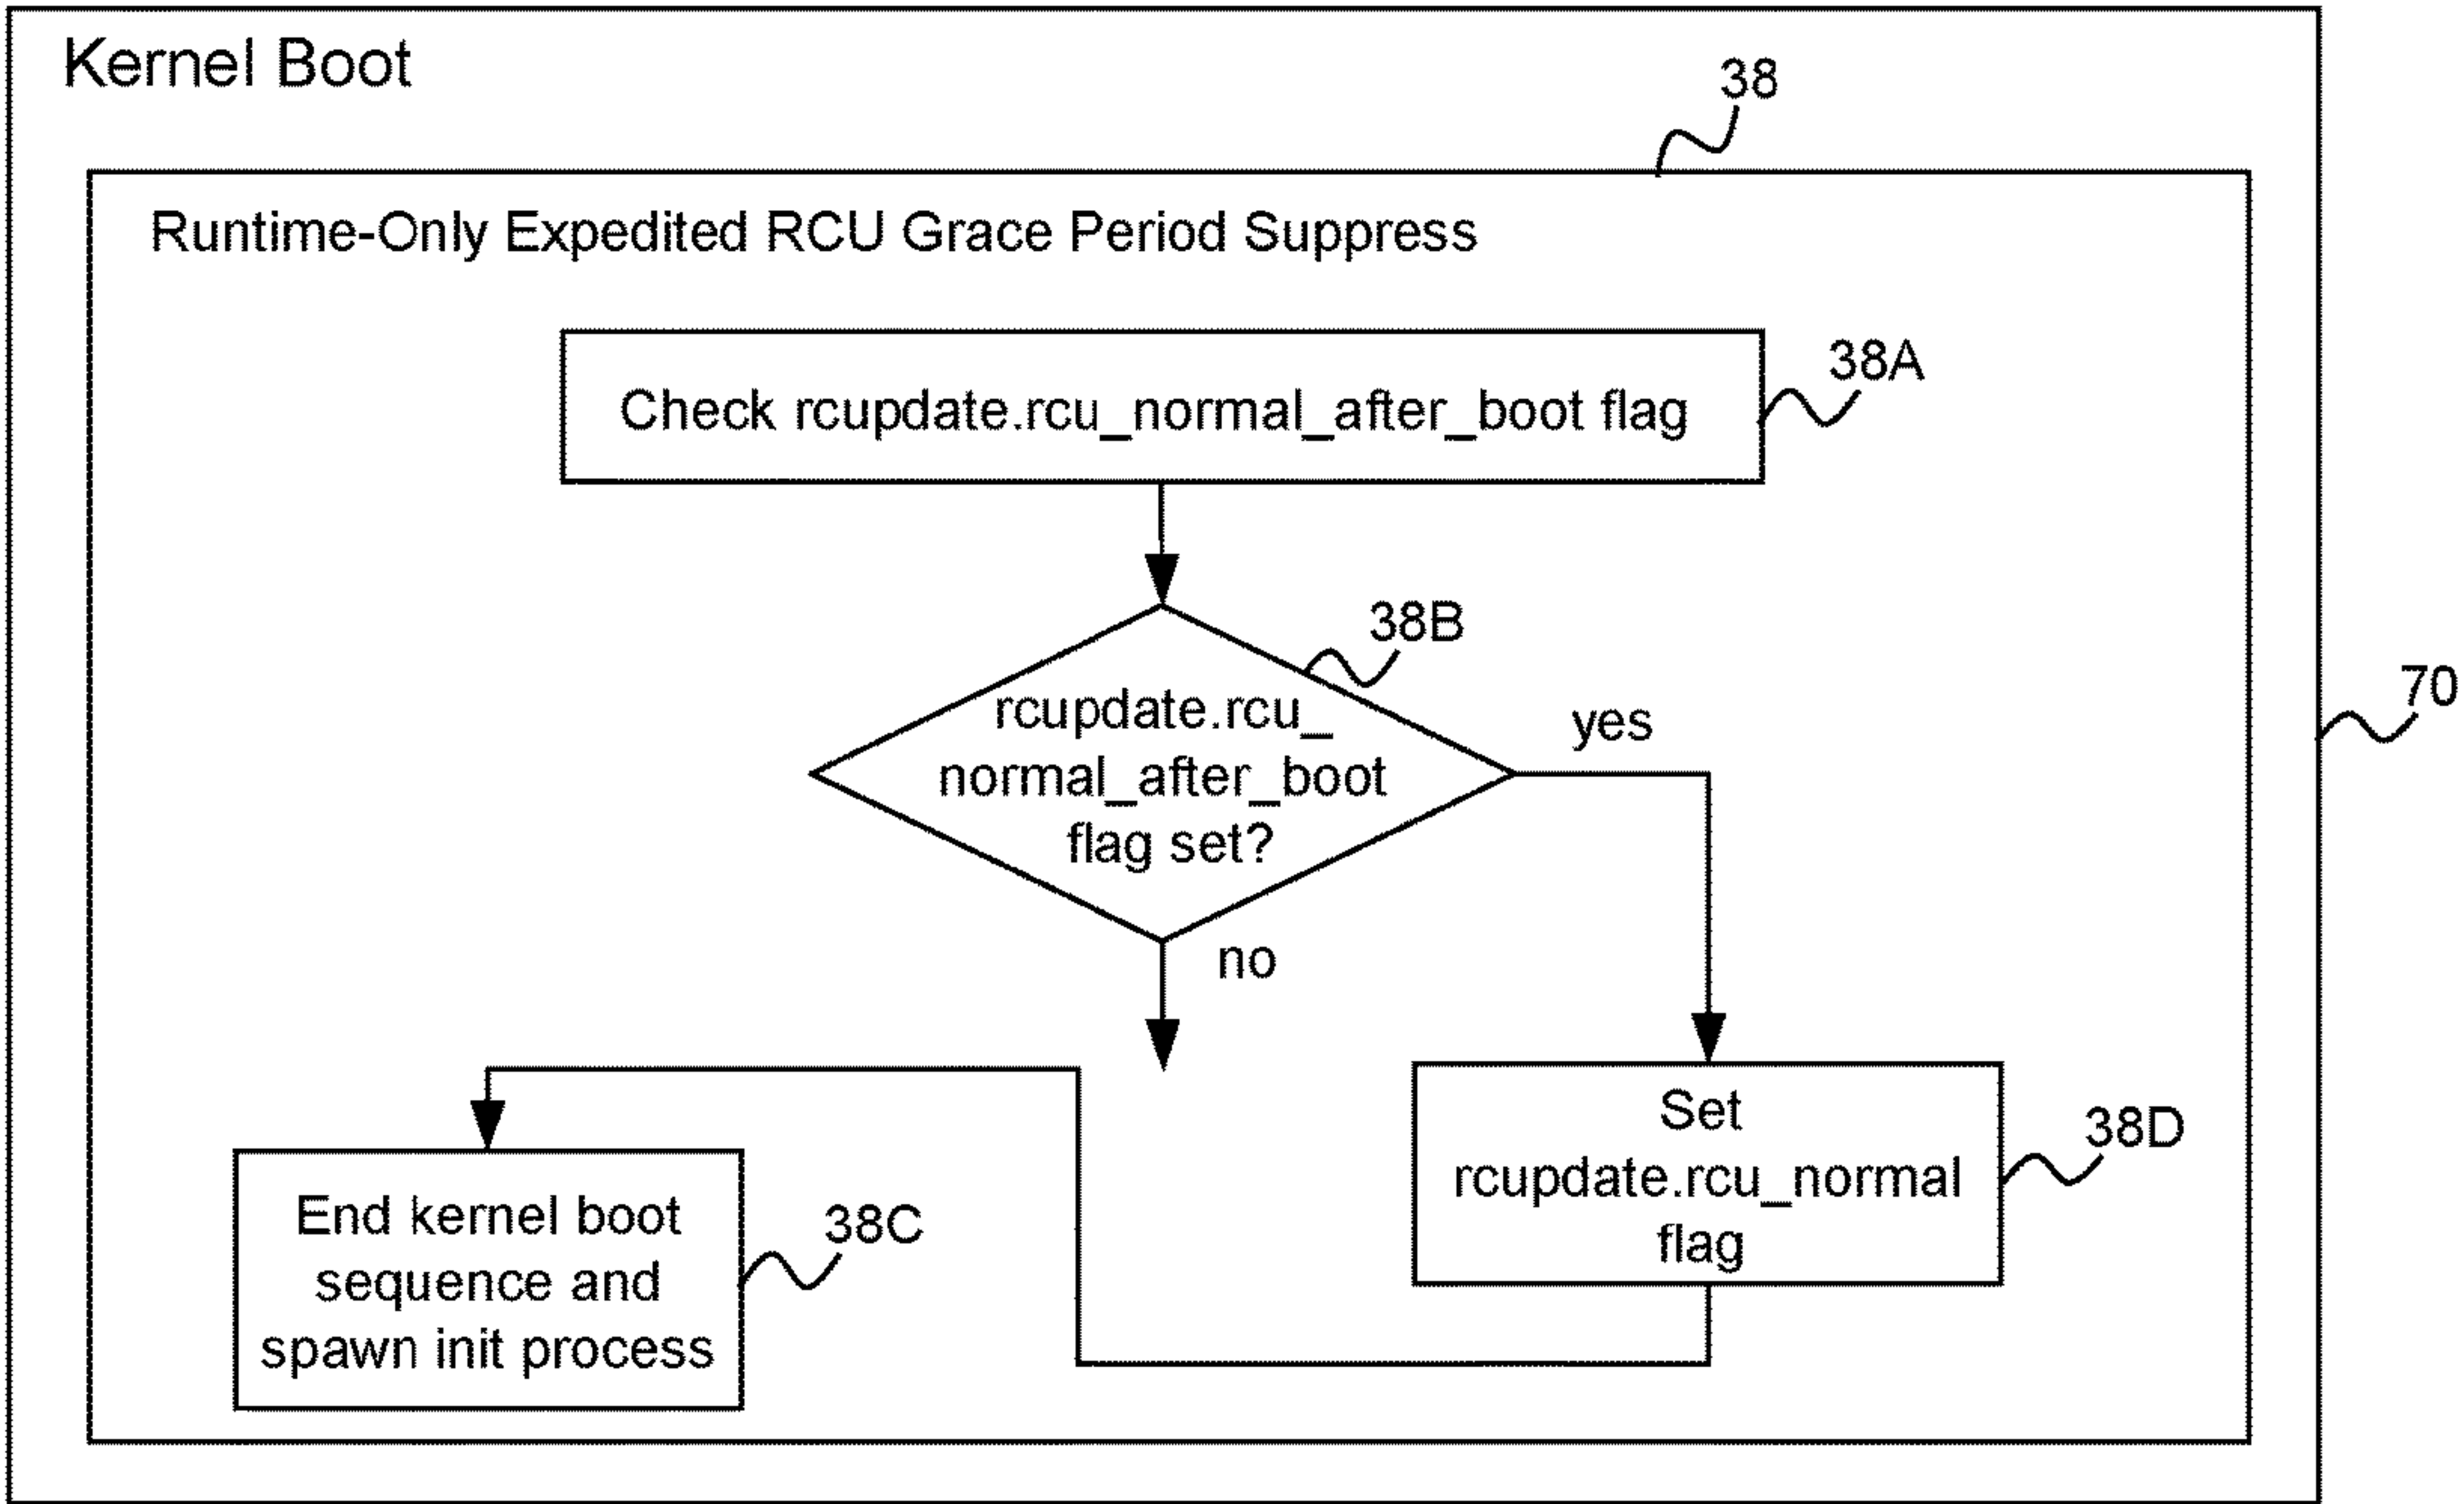 Kernel Boot
38
Runtime-Only Expedited RCU Grace Period Suppress
Check rcupdate.rcu_normal_after_boot flag
38A
38B
rcupdate.rcu_
normal_after_boot
flag set?
yes
70
no
Set
rcupdate.rcu_normal
flag
38D
End kernel boot
sequence and
spawn init process
38C